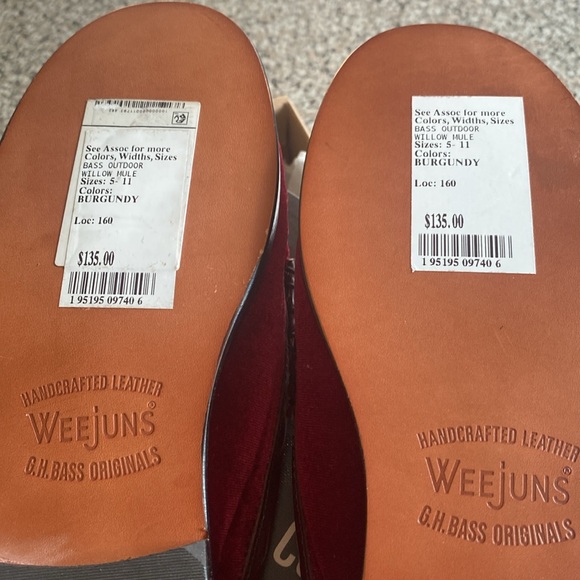 See Assoc for more
Colors, Widths, Sizes
BASS OUTDOOR
WILLOW MULE
Sizes: 5- 11
Colors:
BURGUNDY
Loc: 160
$135.00
1 95195 09740 6
HANDCRAFTED LEATHER
WEEJUNS®
G.H. BASS ORIGINALS
See Assoc for more
Colors, Widths, Sizes
BASS OUTDOOR
WILLOW MULE
Sizes: 5- 11
Colors:
BURGUNDY
Loc: 160
$135.00
1 95195 09740 6
HANDCRAFTED LEATHER
WEEJUNS®
G.H. BASS ORIGINALS